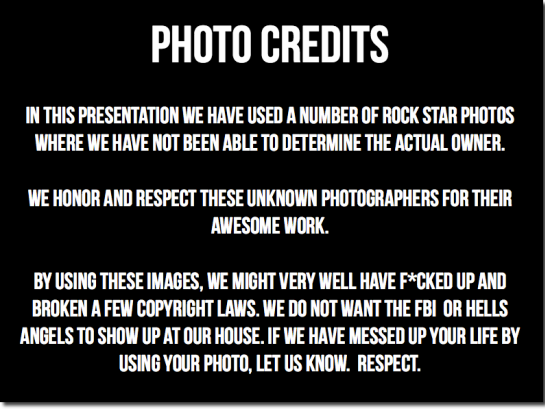 PHOTO CREDITS
IN THIS PRESENTATION WE HAVE USED A NUMBER OF ROCK STAR PHOTOS
WHERE WE HAVE NOT BEEN ABLE TO DETERMINE THE ACTUAL OWNER.
WE HONOR AND RESPECT THESE UNKNOWN PHOTOGRAPHERS FOR THEIR
AWESOME WORK.
BY USING THESE IMAGES, WE MIGHT VERY WELL HAVE F*CKED UP AND
BROKEN A FEW COPYRIGHT LAWS. WE DO NOT WANT THE FBI OR HELLS
ANGELS TO SHOW UP AT OUR HOUSE. IF WE HAVE MESSED UP YOUR LIFE BY
USING YOUR PHOTO, LET US KNOW. RESPECT.